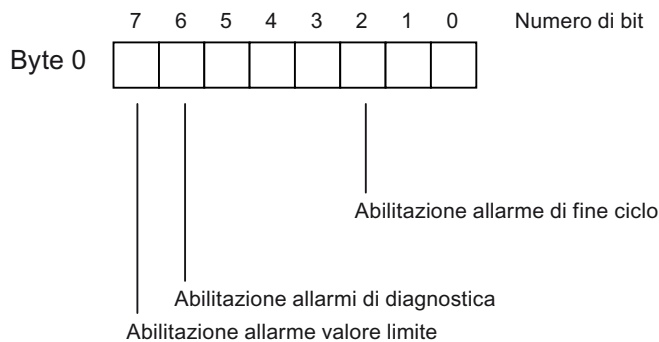 7 6 5 4 3 2 1 0 Numero di bit
Byte 0
Abilitazione allarme di fine ciclo
Abilitazione allarmi di diagnostica
Abilitazione allarme valore limite